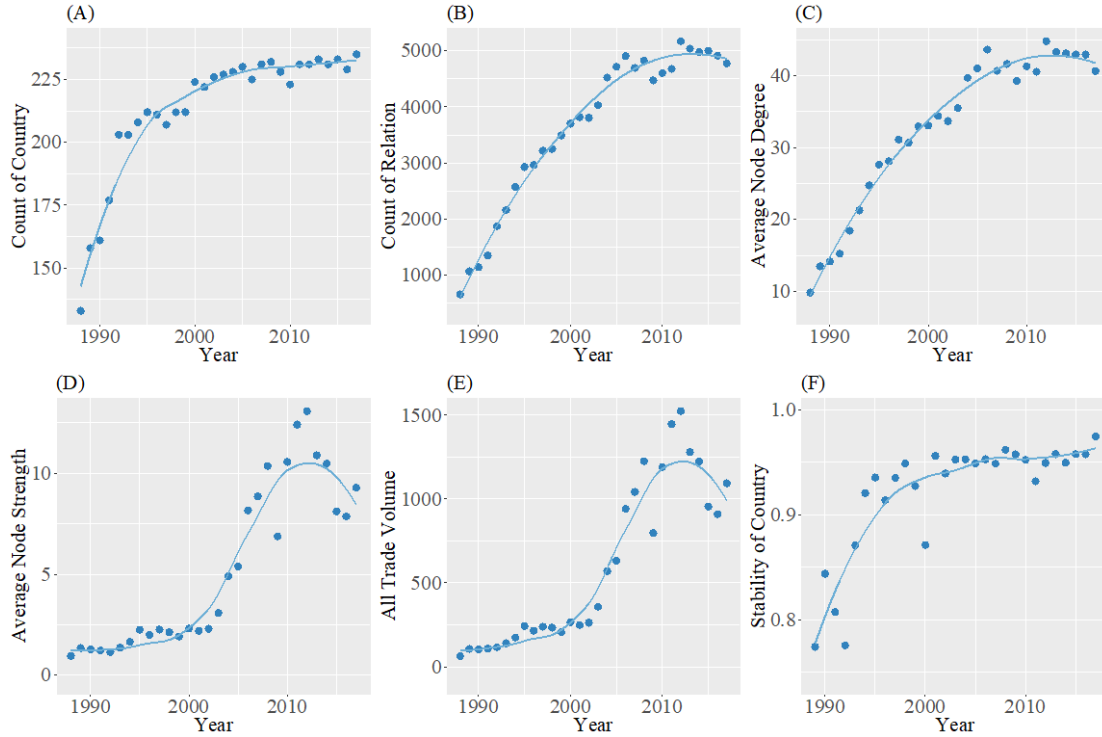 (A)
Count of Country
225
200
175
150
1990
2000
2010
Year
(B)
Count of Relation
5000
4000
3000
2000
1000
1990
2000
2010
Year
(C)
Average Node Degree
40
30
20
10
1990
2000
2010
Year
(D)
Average Node Strength
10
5
0
1990
2000
2010
Year
(E)
All Trade Volume
1500
1000
500
0
1990
2000
2010
Year
(F)
Stability of Country
1.0
0.9
0.8
1990
2000
2010
Year